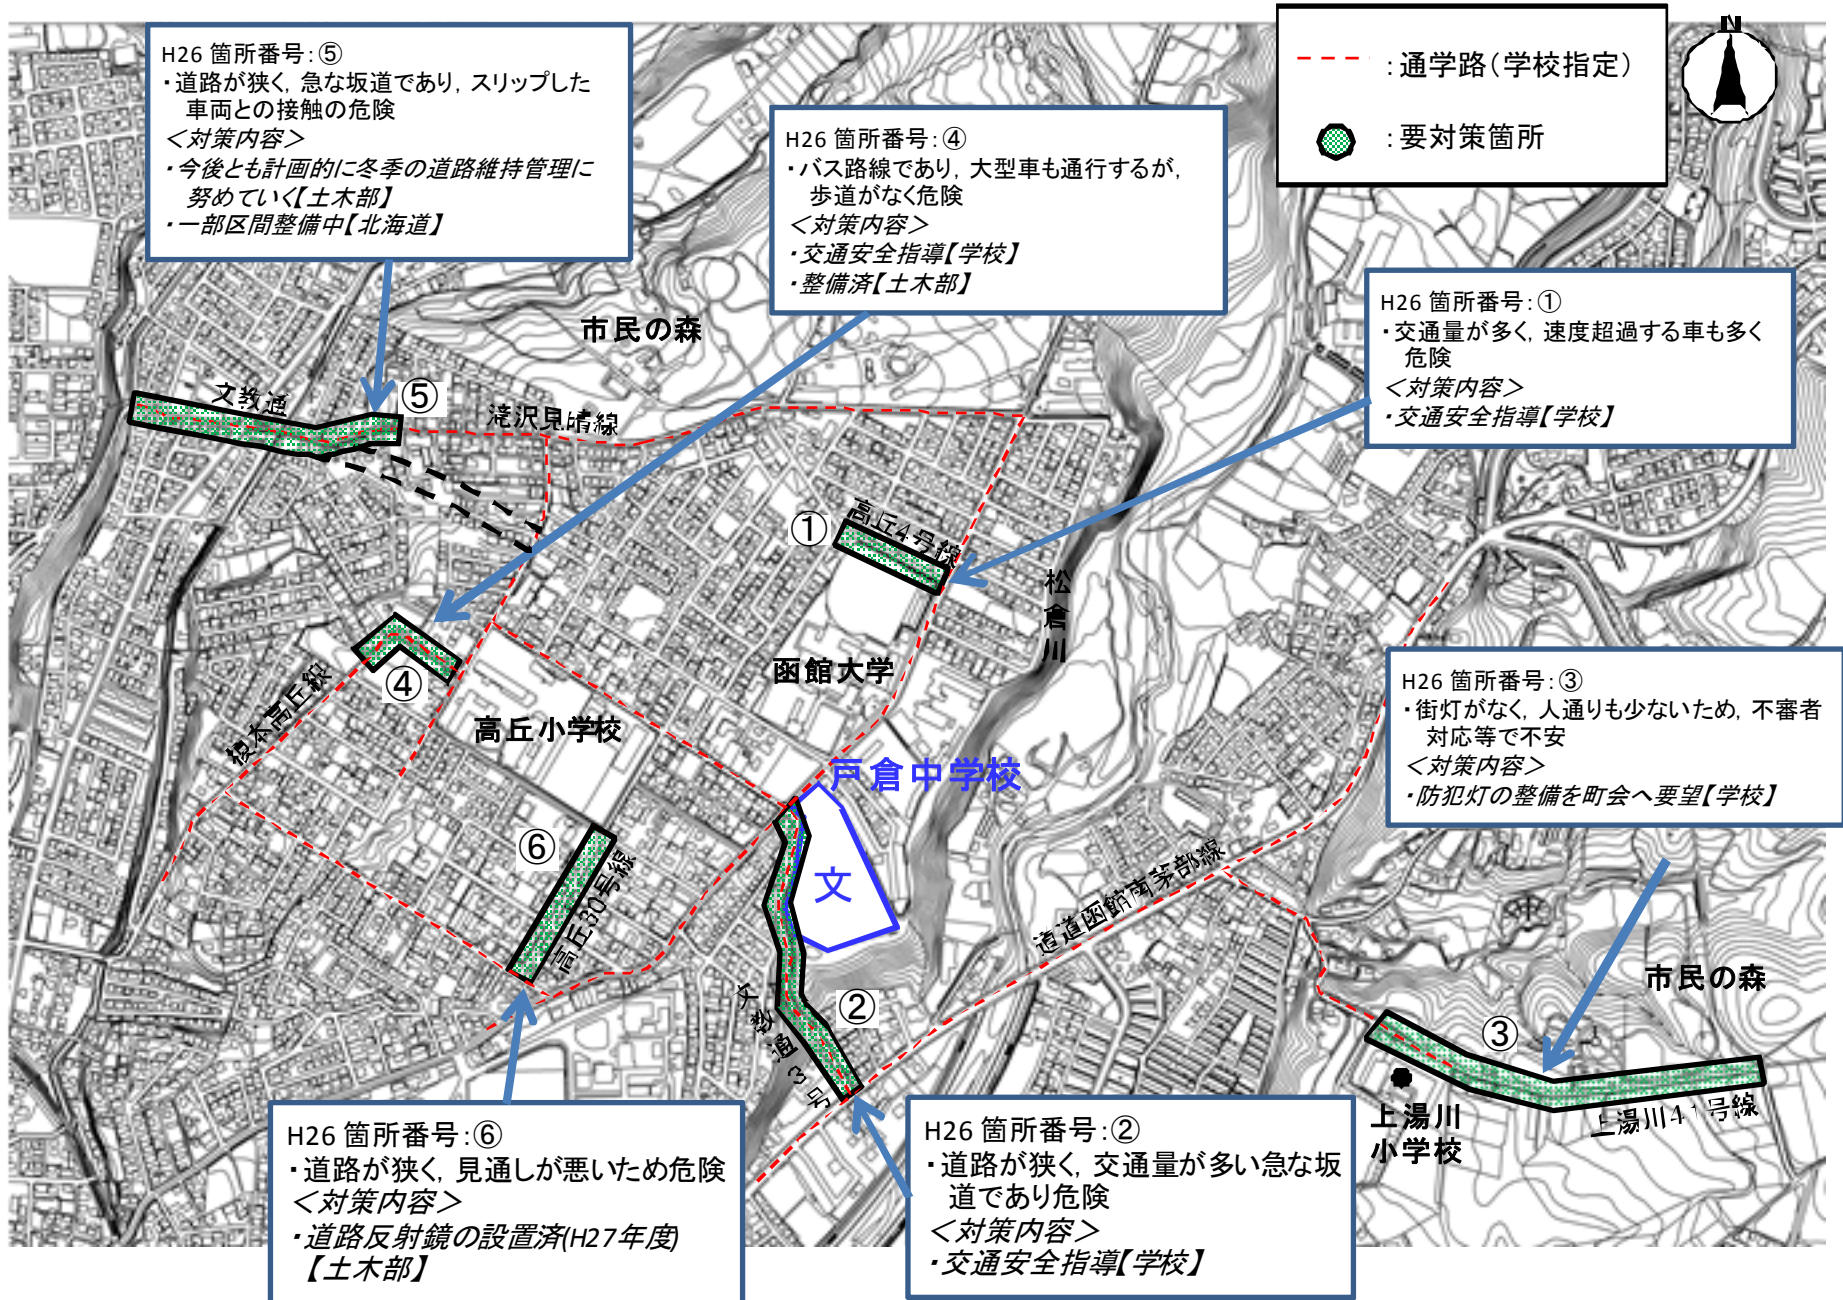 H26 箇所番号:⑤
・道路が狭く, 急な坂道であり, スリップした
車両との接触の危険
＜対策内容＞
・今後とも計画的に冬季の道路維持管理に
努めていく【土木部】
・一部区間整備中【北海道】
H26 箇所番号:④
・バス路線であり, 大型車も通行するが,
歩道がなく危険
＜対策内容＞
・交通安全指導【学校】
・整備済【土木部】
:通学路(学校指定)
:要対策箇所
N
H26 箇所番号:①
・交通量が多く, 速度超過する車も多く
危険
＜対策内容＞
・交通安全指導【学校】
市民の森
文教通
⑤
滝沢見晴線
①
高丘4号線
松倉川
函館大学
④
榎本高丘線
高丘小学校
戸倉中学校
文
⑥
高丘30号線
文教通3号
②
道道函館南茅部線
H26 箇所番号:③
・街灯がなく, 人通りも少ないため, 不審者
対応等で不安
＜対策内容＞
・防犯灯の整備を町会へ要望【学校】
市民の森
③
上湯川
小学校
上湯川41号線
H26 箇所番号:⑥
・道路が狭く, 見通しが悪いため危険
＜対策内容＞
・道路反射鏡の設置済(H27年度)
【土木部】
H26 箇所番号:②
・道路が狭く, 交通量が多い急な坂
道であり危険
＜対策内容＞
・交通安全指導【学校】